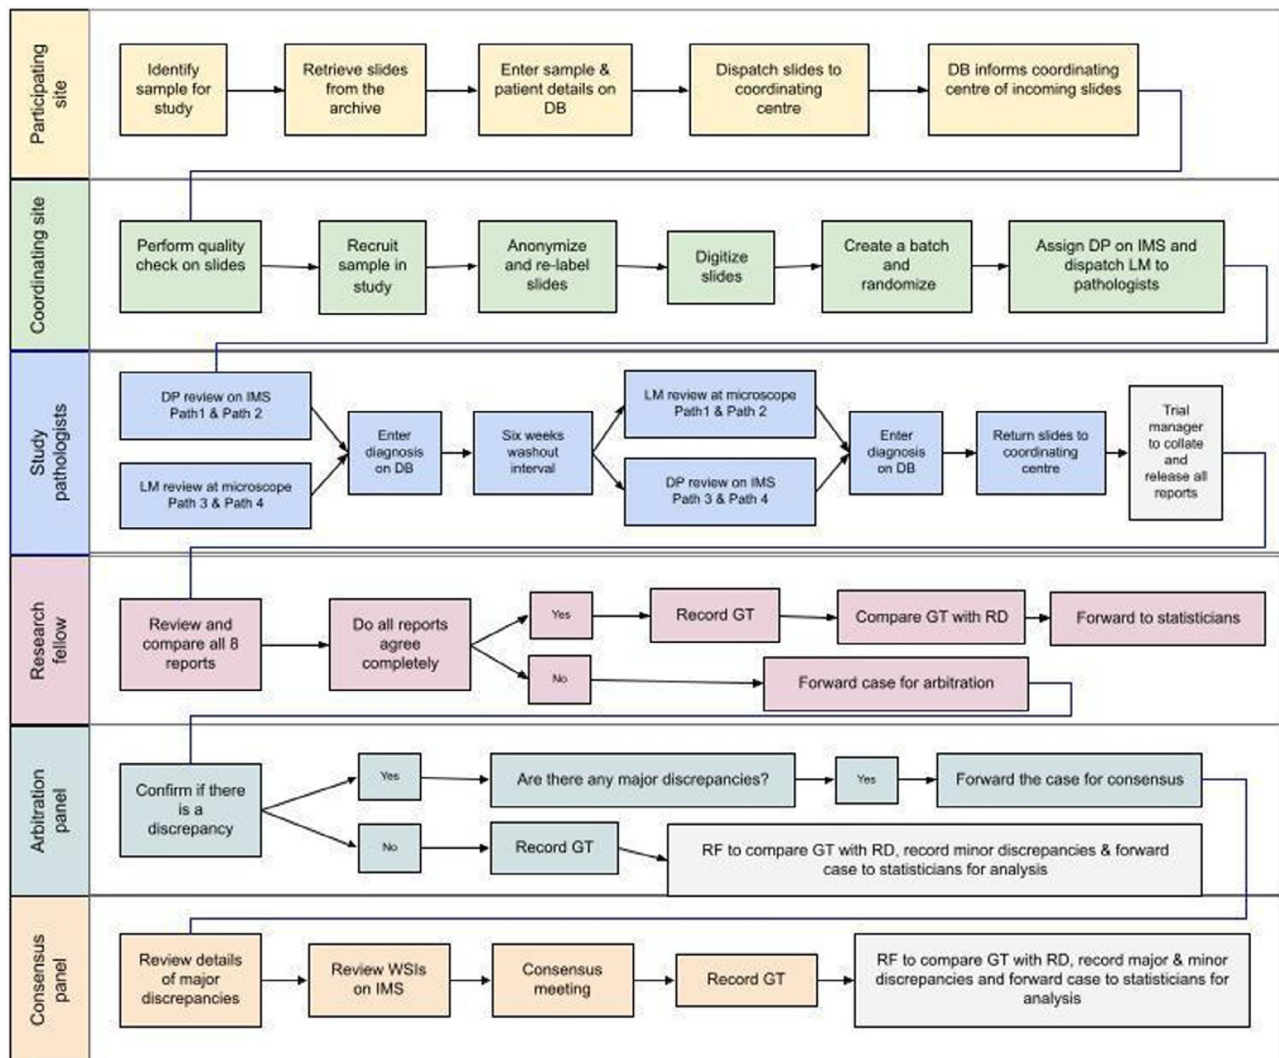 Participating
site
Identify
sample for
study
Retrieve slides
from the
archive
Enter sample &
patient details on
DB
Dispatch slides to
coordinating
centre
DB informs coordinating
centre of incoming slides
Coordinating site
Perform quality
check on slides
Recruit
sample in
study
Anonymize
and re-label
slides
Digitize
slides
Create a batch
and
randomize
Assign DP on IMS and
dispatch LM to
pathologists
Study
pathologists
DP review on IMS
Path1 & Path 2
LM review at microscope
Path 3 & Path 4
Enter
diagnosis
on DB
Six weeks
washout
interval
LM review at microscope
Path1 & Path 2
DP review on IMS
Path 3 & Path 4
Enter
diagnosis
on DB
Return slides to
coordinating
centre
Trial
manager
to collate
and
release all
reports
Research
fellow
Review and
compare all 8
reports
Do all reports
agree
completely
Yes
Record GT
Compare GT with RD
Forward to statisticians
No
Forward case for arbitration
Arbitration
panel
Confirm if there
is a
discrepancy
Yes
Are there any major discrepancies?
Yes
Forward the case for consensus
No
Record GT
RF to compare GT with RD, record minor discrepancies & forward
case to statisticians for analysis
Consensus
panel
Review details
of major
discrepancies
Review WSIs
on IMS
Consensus
meeting
Record GT
RF to compare GT with RD, record major & minor
discrepancies and forward case to statisticians for
analysis